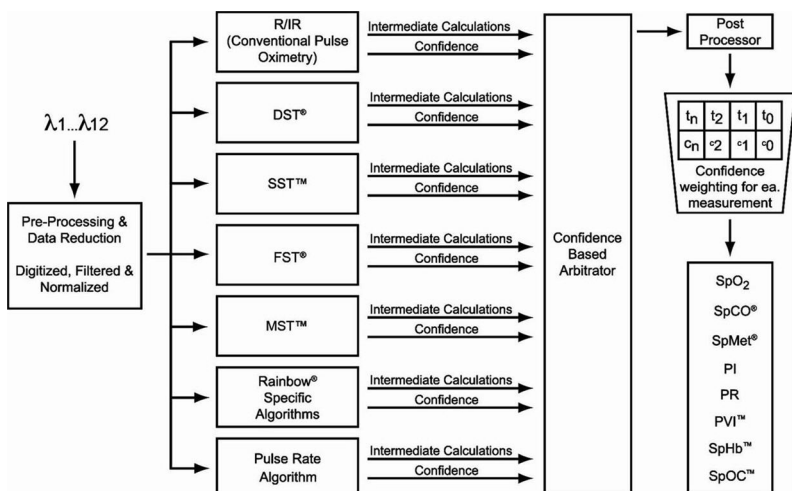 λ1...λ12
Pre-Processing &
Data Reduction
Digitized, Filtered &
Normalized
R/IR
(Conventional Pulse
Oximetry)
Intermediate Calculations
Confidence
DST®
Intermediate Calculations
Confidence
SST™
Intermediate Calculations
Confidence
FST®
Intermediate Calculations
Confidence
MST™
Intermediate Calculations
Confidence
Rainbow®
Specific
Algorithms
Intermediate Calculations
Confidence
Pulse Rate
Algorithm
Intermediate Calculations
Confidence
Confidence
Based
Arbitrator
Post
Processor
tn t2 t1 t0
cn c2 c1 c0
Confidence
weighting for ea.
measurement
SpO2
SpCO®
SpMet®
PI
PR
PVI™
SpHb™
SpOC™